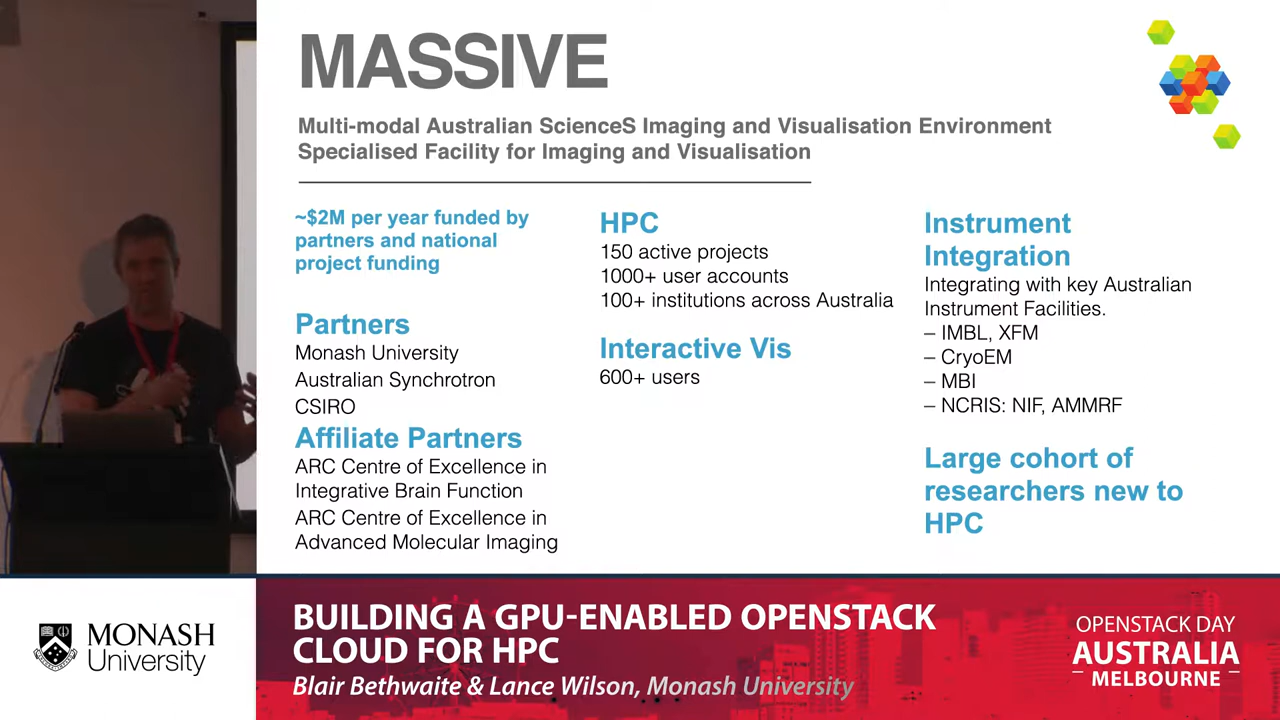 MASSIVE
Multi-modal Australian ScienceS Imaging and Visualisation Environment
Specialised Facility for Imaging and Visualisation
~$2M per year funded by
partners and national
project funding
Partners
Monash University
Australian Synchrotron
CSIRO
Affiliate Partners
ARC Centre of Excellence in
Integrative Brain Function
ARC Centre of Excellence in
Advanced Molecular Imaging
HPC
150 active projects
1000+ user accounts
100+ institutions across Australia
Interactive Vis
600+ users
Instrument
Integration
Integrating with key Australian
Instrument Facilities.
– IMBL, XFM
– CryoEM
– MBI
– NCRIS: NIF, AMMRF
Large cohort of
researchers new to
HPC
MONASH
University
BUILDING A GPU-ENABLED OPENSTACK
CLOUD FOR HPC
Blair Bethwaite & Lance Wilson, Monash University
OPENSTACK DAY
AUSTRALIA
– MELBOURNE –